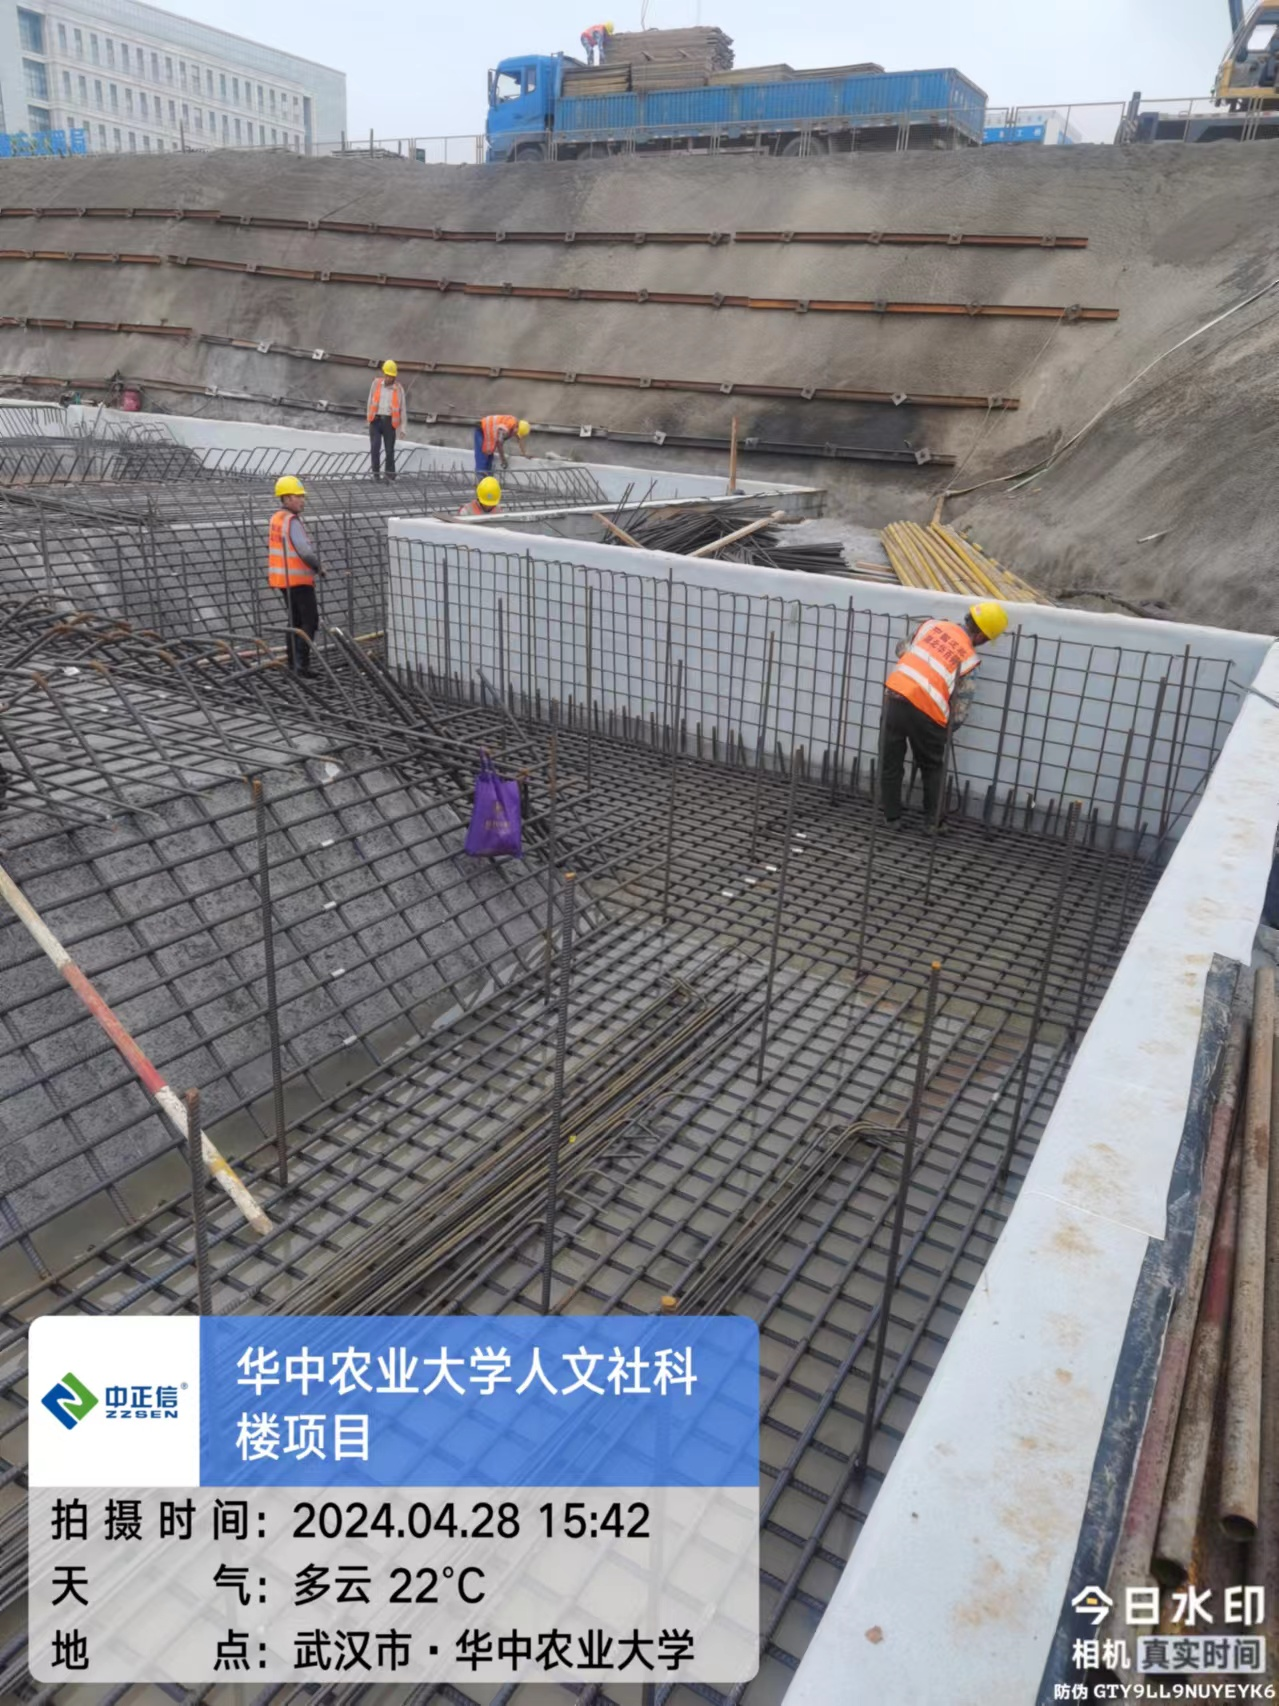 中正信®
ZZSEN
华中农业大学人文社科
楼项目
拍摄时间：2024.04.28 15:42
天气：多云 22°C
地点：武汉市·华中农业大学
今日水印
相机 真实时间
防伪 GTY9LL9NUYEYK6